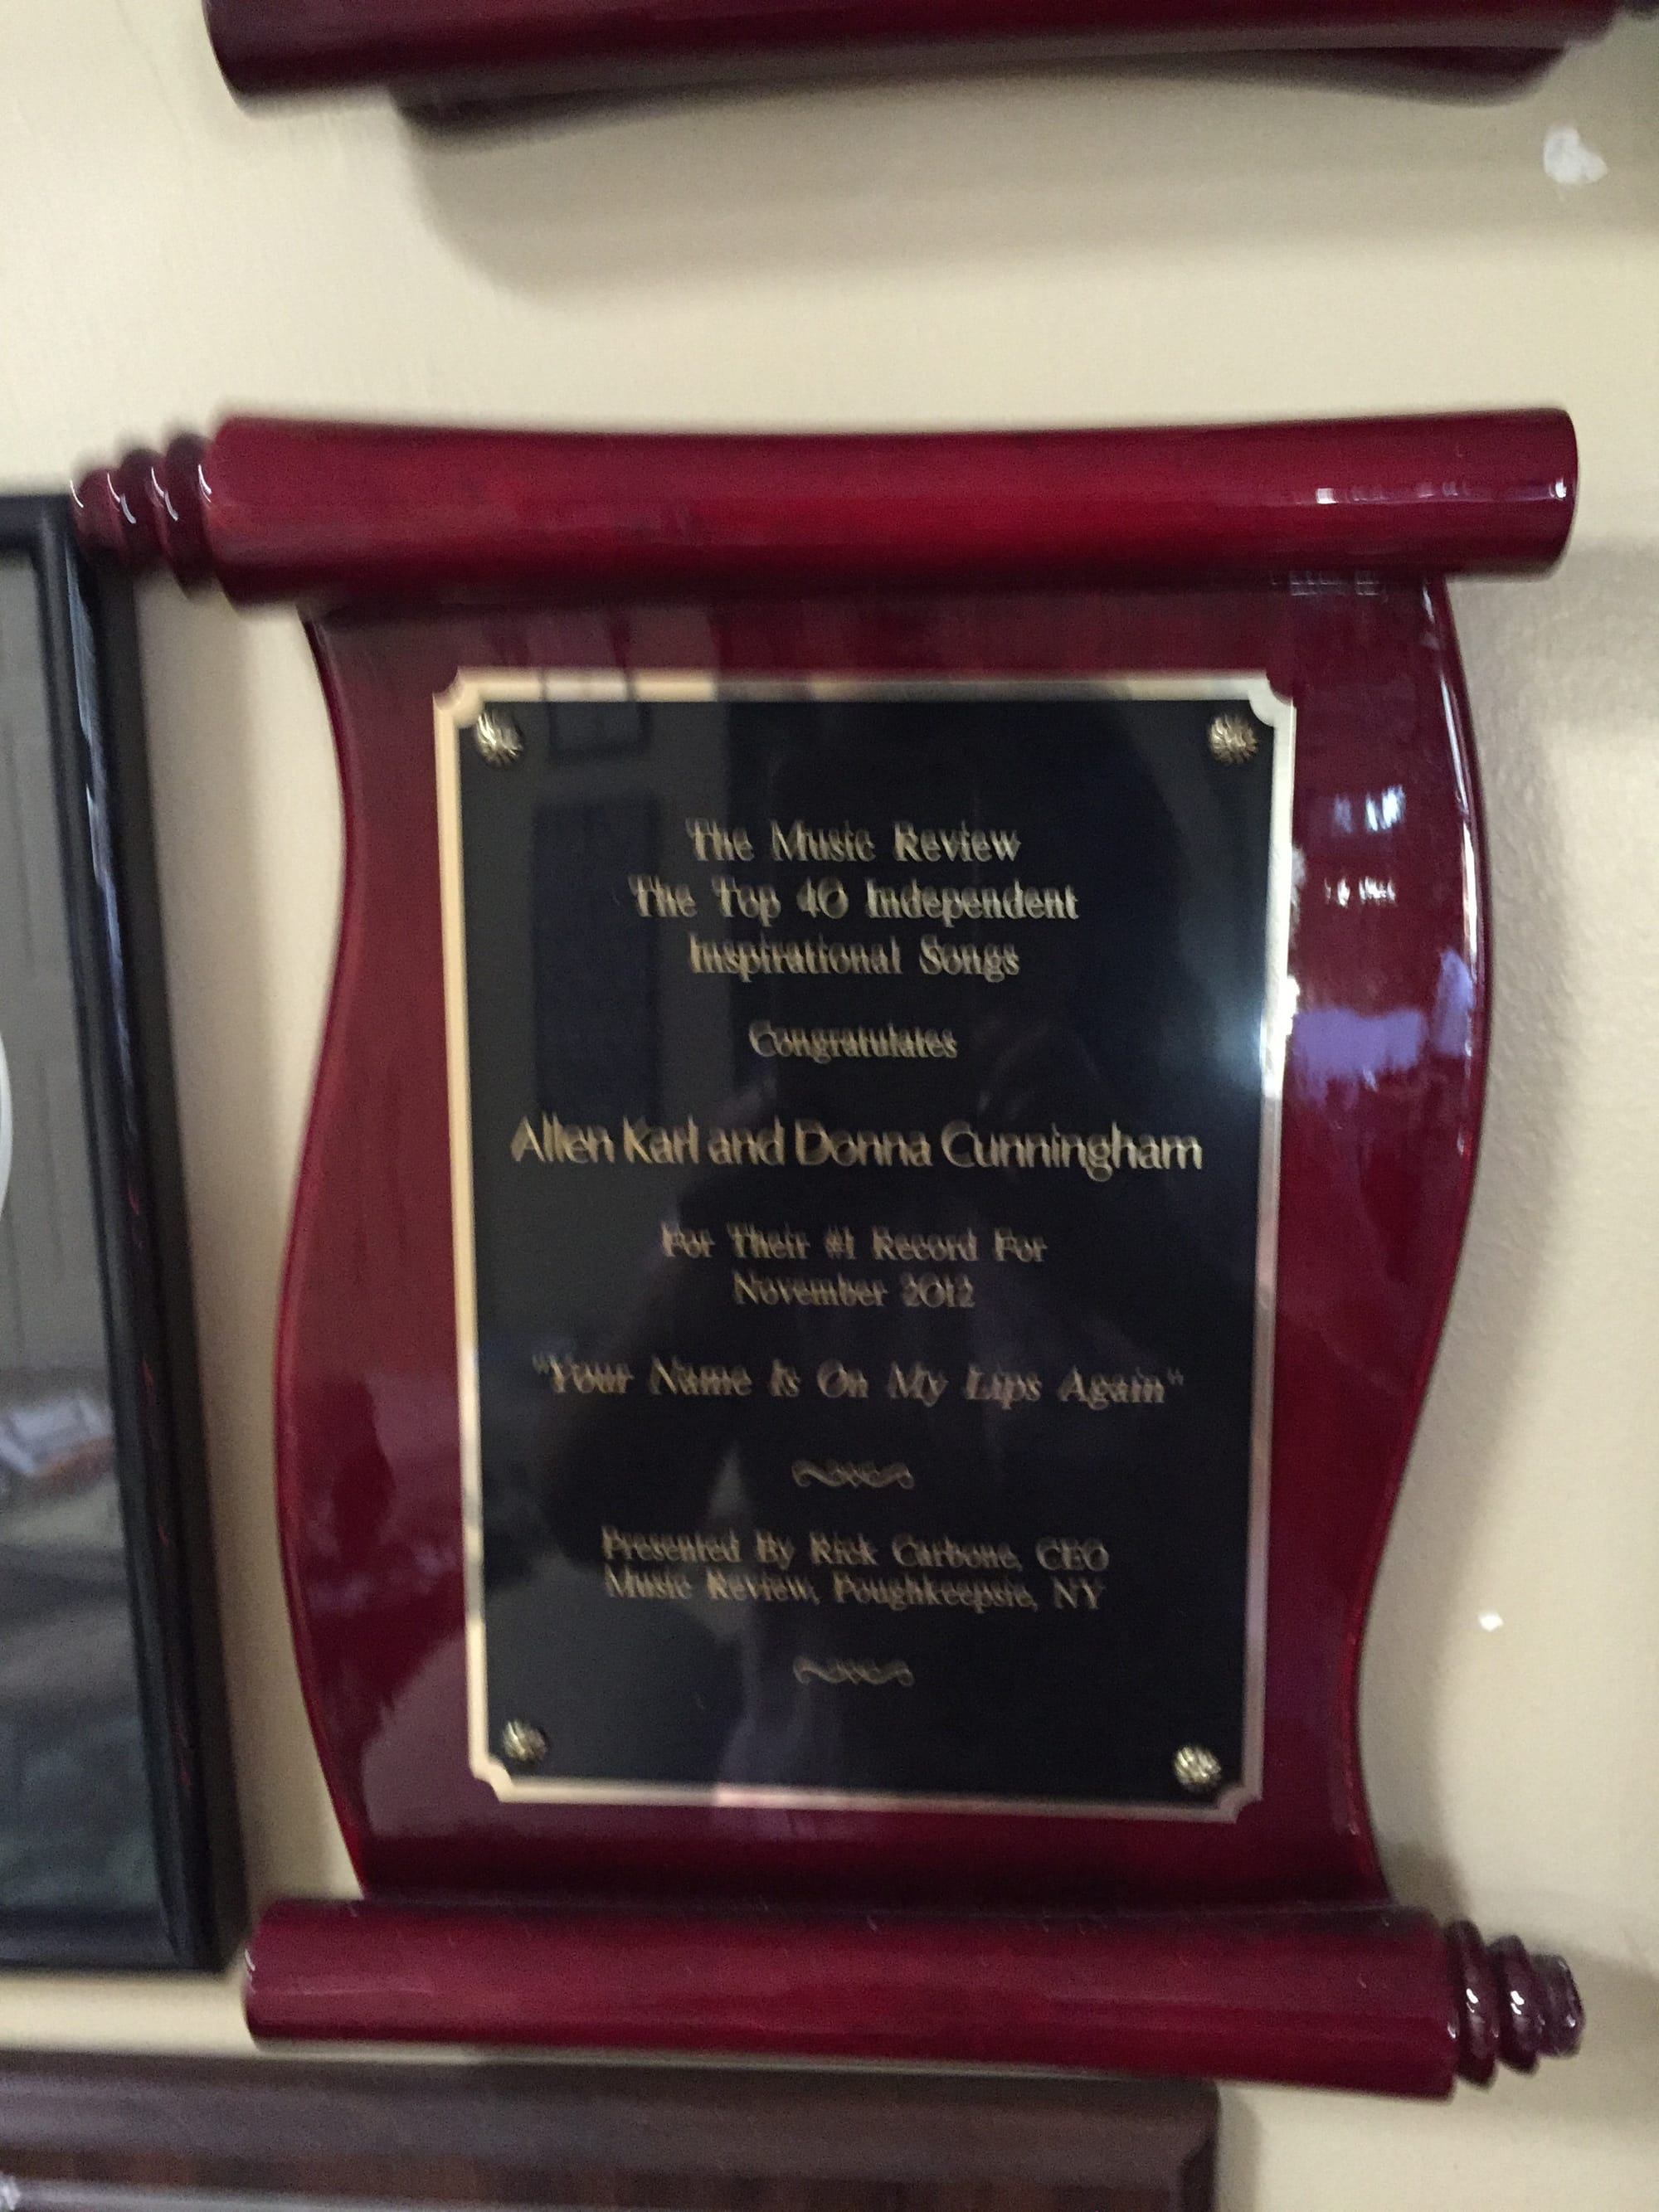 The Music Review
The Top 40 Independent
Inspirational Songs
Congratulates
Allen Karl and Donna Cunningham
For Their #1 Record For
November 2012
"Your Name Is On My Lips Again"
Presented By Rick Carbone, CEO
Music Review, Poughkeepsie, NY